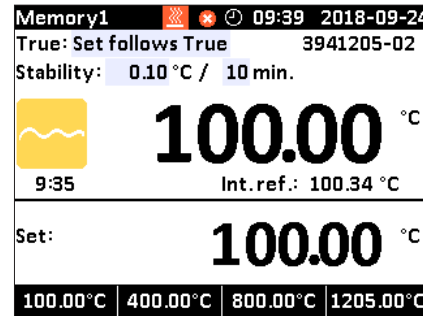 Memory1 09:39 2018-09-24
True: Set follows True 3941205-02
Stability: 0.10 °C / 10 min.
100.00 °C
9:35 Int.ref.: 100.34 °C
Set: 100.00 °C
100.00°C 400.00°C 800.00°C 1205.00°C